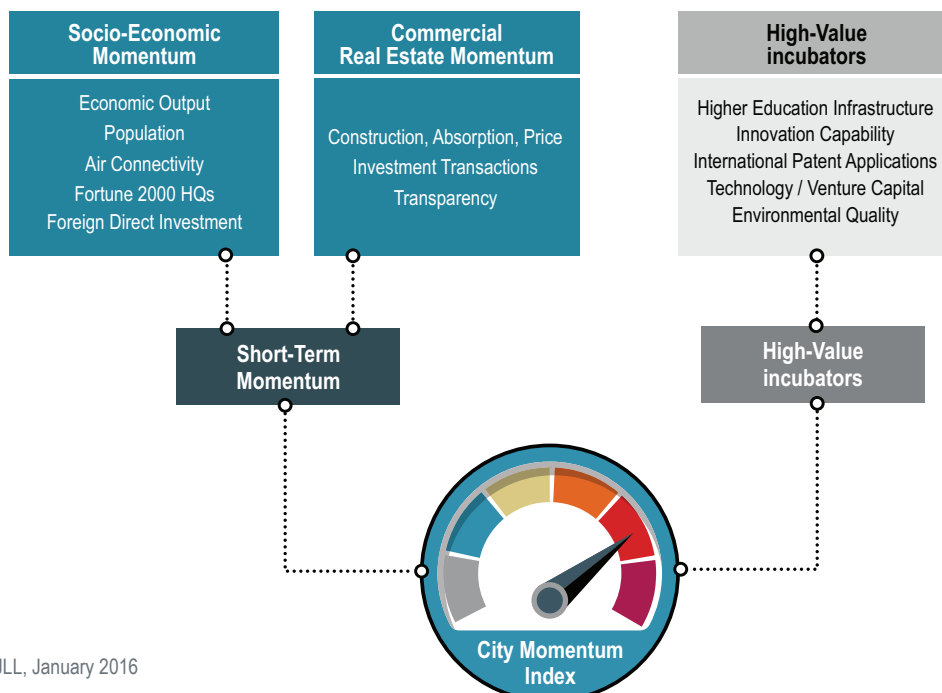 Socio-Economic
Momentum
Economic Output
Population
Air Connectivity
Fortune 2000 HQs
Foreign Direct Investment
Commercial
Real Estate Momentum
Construction, Absorption, Price
Investment Transactions
Transparency
High-Value
incubators
Higher Education Infrastructure
Innovation Capability
International Patent Applications
Technology / Venture Capital
Environmental Quality
Short-Term
Momentum
High-Value
incubators
City Momentum
Index
JLL, January 2016